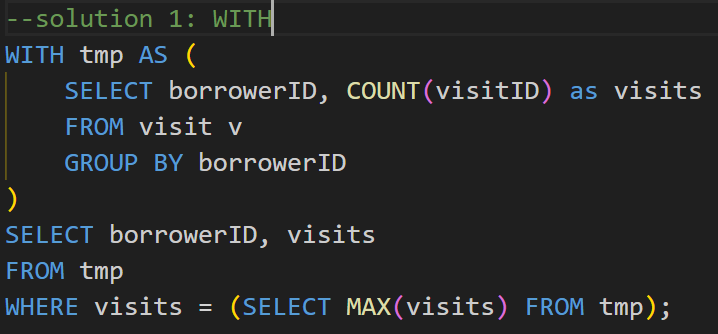 --solution 1: WITH
WITH tmp AS (
    SELECT borrowerID, COUNT(visitID) as visits
    FROM visit v
    GROUP BY borrowerID
)
SELECT borrowerID, visits
FROM tmp
WHERE visits = (SELECT MAX(visits) FROM tmp);